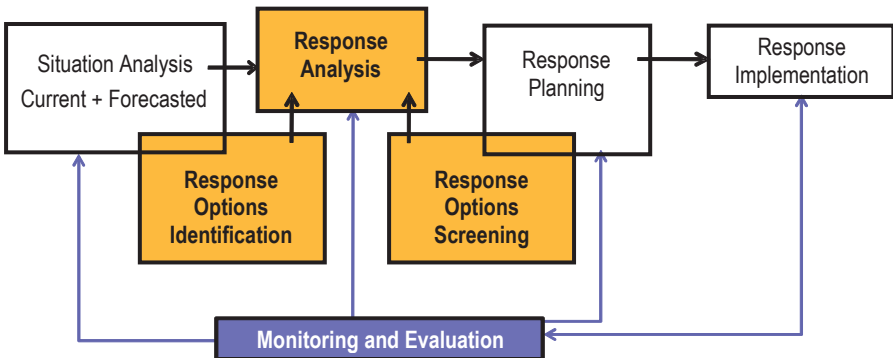 Situation Analysis
Current + Forecasted
Response
Analysis
Response
Planning
Response
Implementation
Response
Options
Identification
Response
Options
Screening
Monitoring and Evaluation